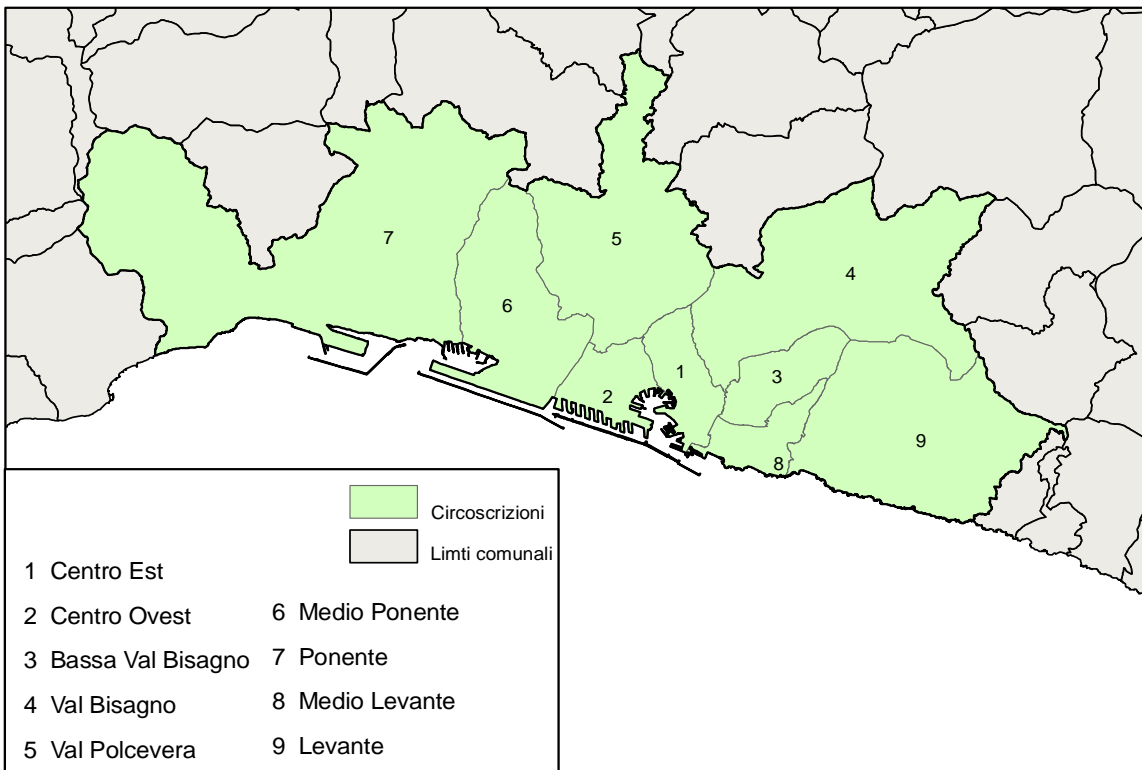 7
5
4
6
1
3
2
9
8
Circoscrizioni
Limti comunali
1 Centro Est
2 Centro Ovest
3 Bassa Val Bisagno
4 Val Bisagno
5 Val Polcevera
6 Medio Ponente
7 Ponente
8 Medio Levante
9 Levante